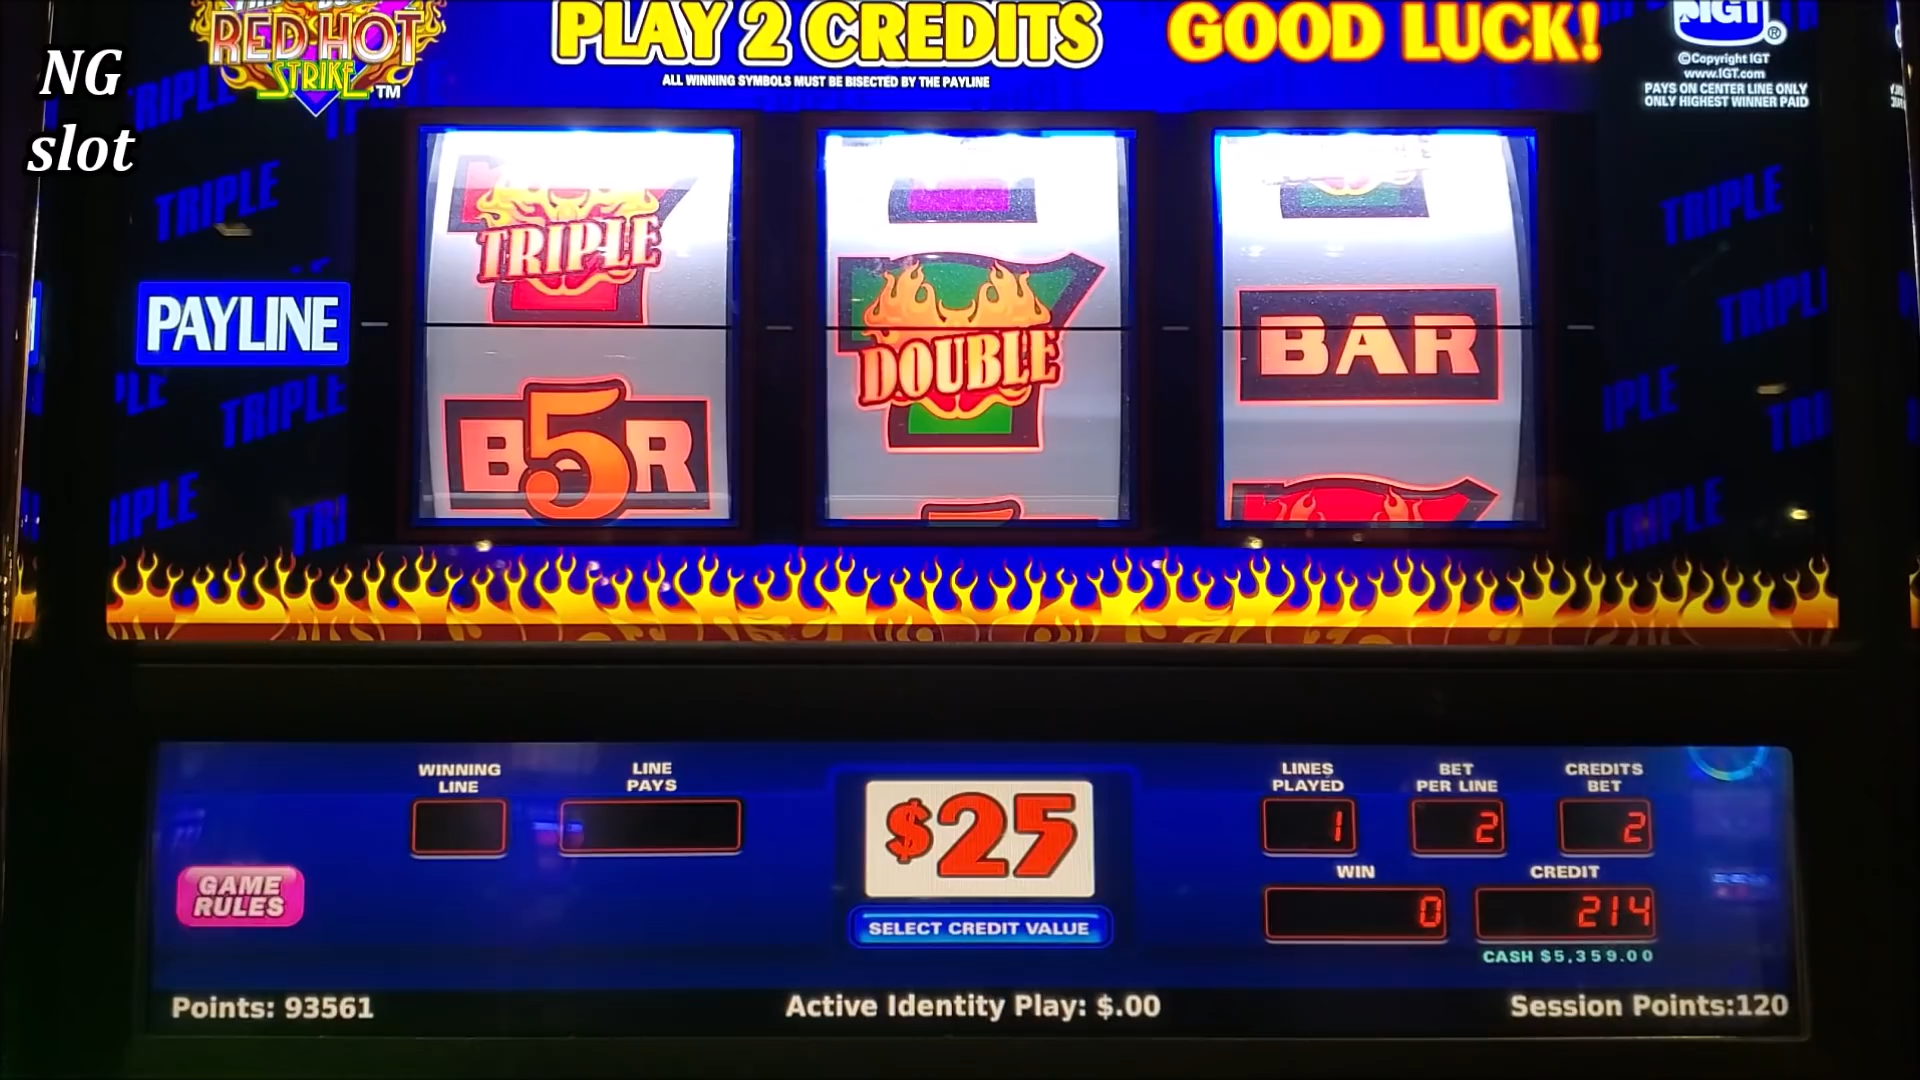 NG
slot
RED HOT
STRIKE™
PLAY 2 CREDITS
ALL WINNING SYMBOLS MUST BE BISECTED BY THE PAYLINE
GOOD LUCK!
IGT®
©Copyright IGT
www.IGT.com
PAYS ON CENTER LINE ONLY
ONLY HIGHEST WINNER PAID
TRIPLE
TRIPLE
TRIPLE
TRIPLE
PAYLINE
DOUBLE
BAR
B5R
TRIPLE
WINNING
LINE
LINE
PAYS
$25
SELECT CREDIT VALUE
GAME
RULES
LINES
PLAYED
1
BET
PER LINE
2
CREDITS
BET
2
WIN
0
CREDIT
214
CASH $5,359.00
Points: 93561
Active Identity Play: $.00
Session Points:120